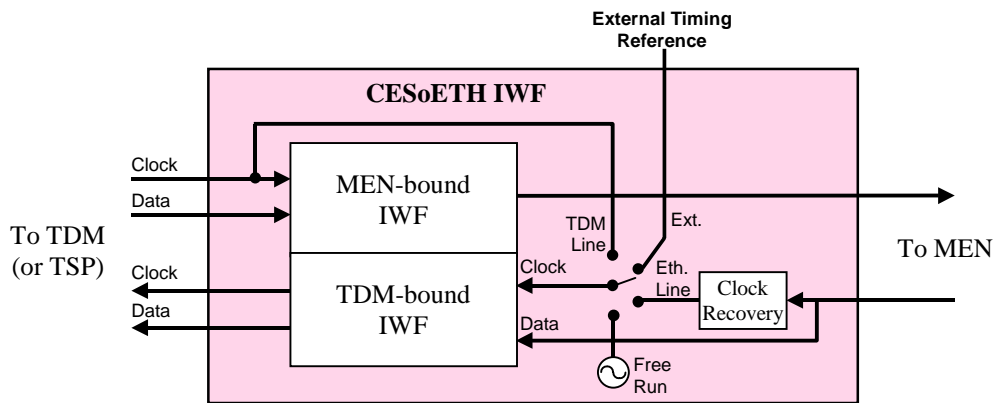 External Timing
Reference
CESoETH IWF
Clock
Data
MEN-bound
IWF
To TDM
(or TSP)
TDM
Line
Ext.
To MEN
Clock
Data
TDM-bound
IWF
Clock
Data
Eth.
Line
Clock
Recovery
Free
Run